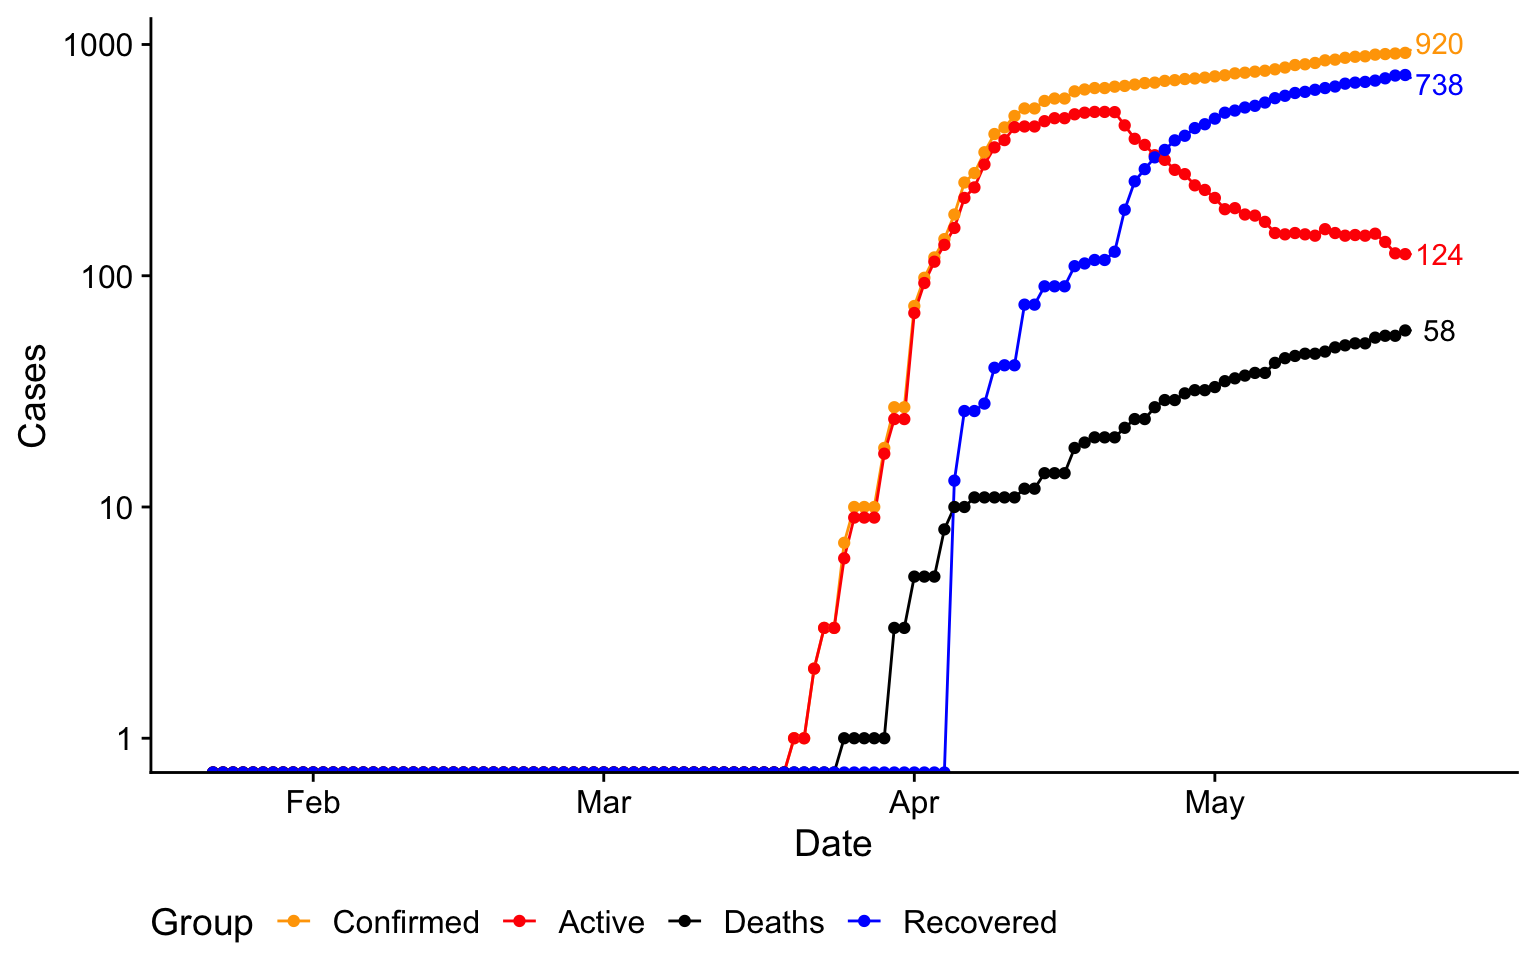 1000
100
10
1
Cases
920
738
124
58
Feb Mar Apr May
Date
Group Confirmed Active Deaths Recovered